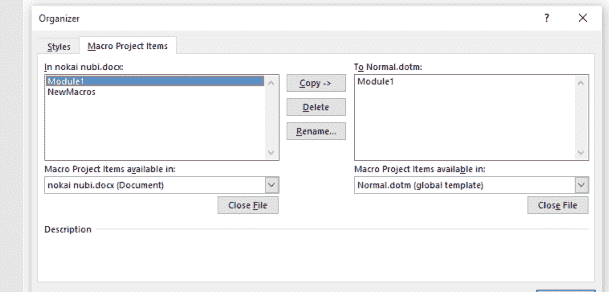 Organizer
? ×
Styles Macro Project Items
In nokai nubi.docx: To Normal.dotm:
Module1 Copy -> Module1
NewMacros
Delete
Rename...
Macro Project Items available in: Macro Project Items available in:
nokai nubi.docx (Document) Normal.dotm (global template)
Close File Close File
Description